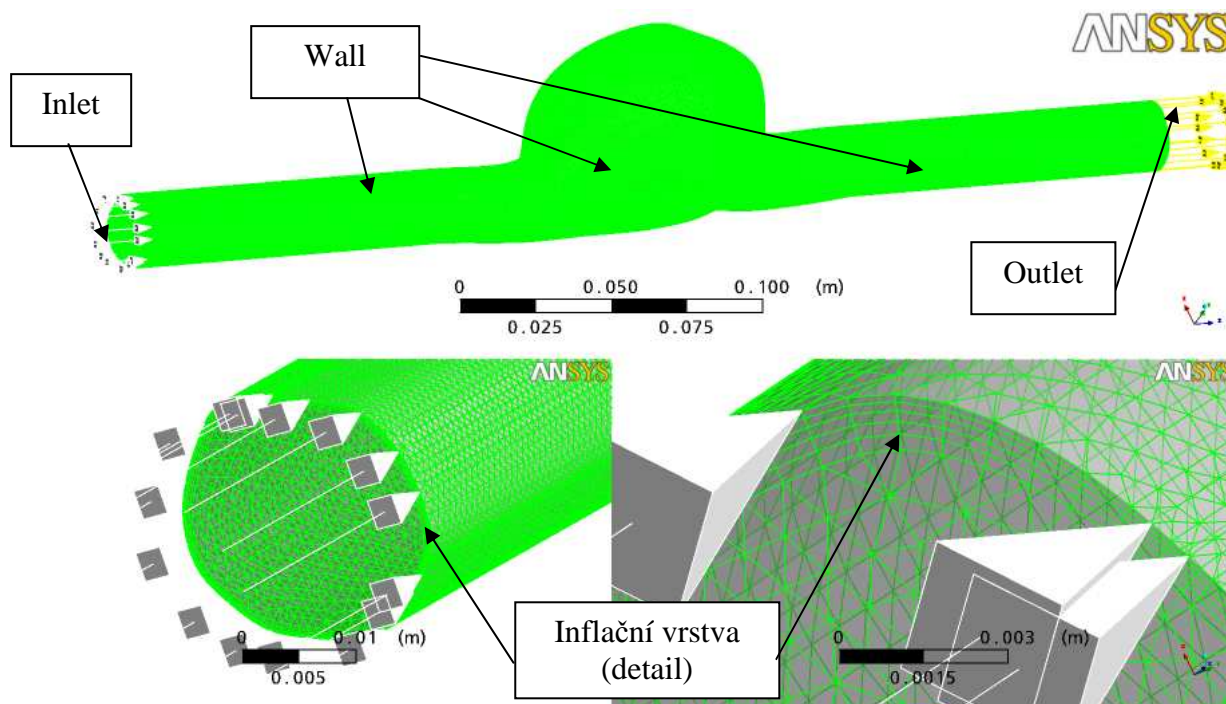 ANSYS
Wall
Inlet
Outlet
0 0.050 0.100 (m)
0.025 0.075
ANSYS
ANSYS
Inflační vrstva
(detail)
0 0.01 (m)
0.005
0 0.003 (m)
0.0015